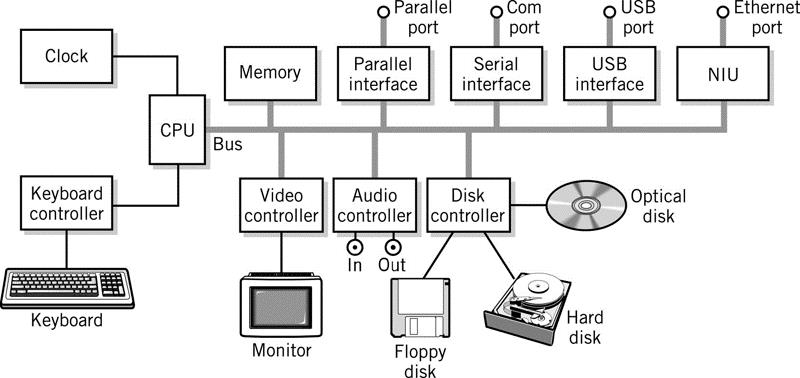 Parallel
port
Com
port
USB
port
Ethernet
port
Clock
Memory
Parallel
interface
Serial
interface
USB
interface
NIU
CPU
Bus
Keyboard
controller
Video
controller
Audio
controller
Disk
controller
Optical
disk
In
Out
Keyboard
Monitor
Floppy
disk
Hard
disk